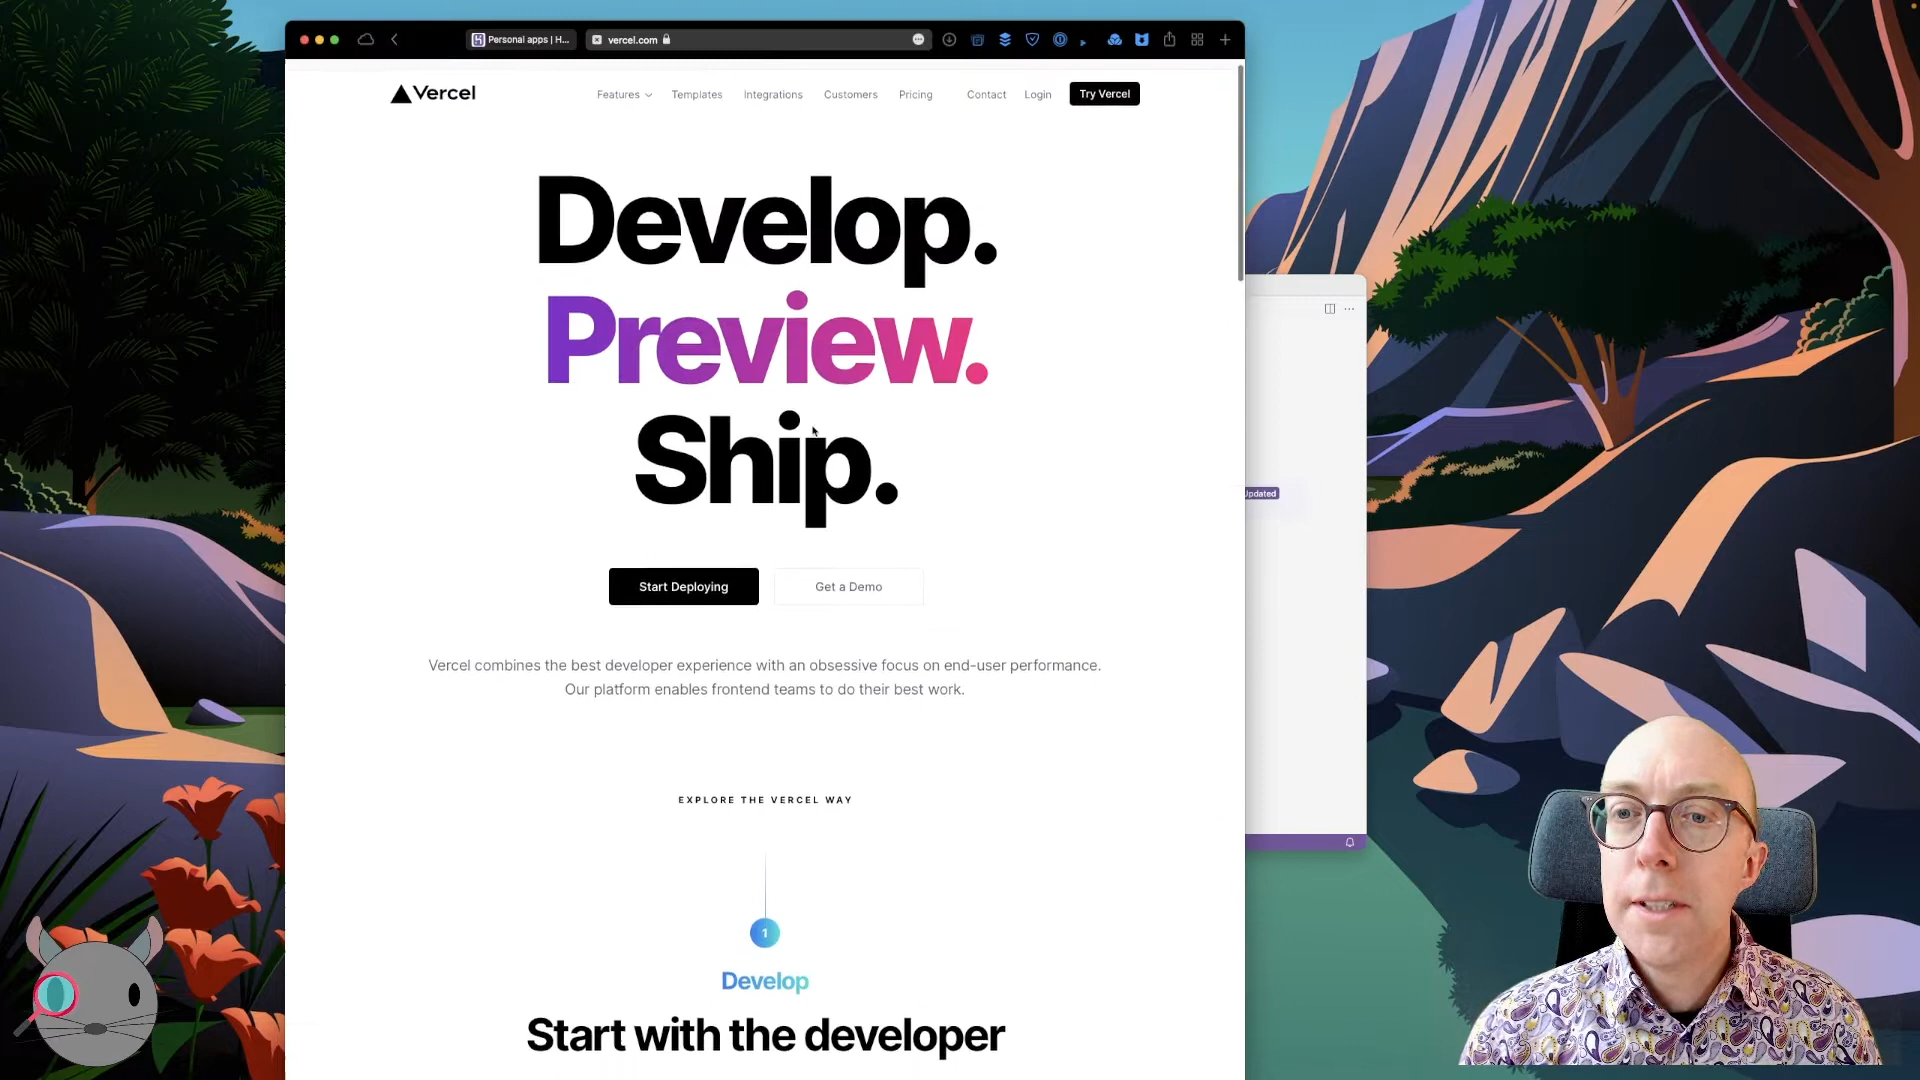 Personal apps | H...
vercel.com
Vercel
Features
Templates
Integrations
Customers
Pricing
Contact
Login
Try Vercel
Develop.
Preview.
Ship.
Updated
Start Deploying
Get a Demo
Vercel combines the best developer experience with an obsessive focus on end-user performance.
Our platform enables frontend teams to do their best work.
EXPLORE THE VERCEL WAY
1
Develop
Start with the developer